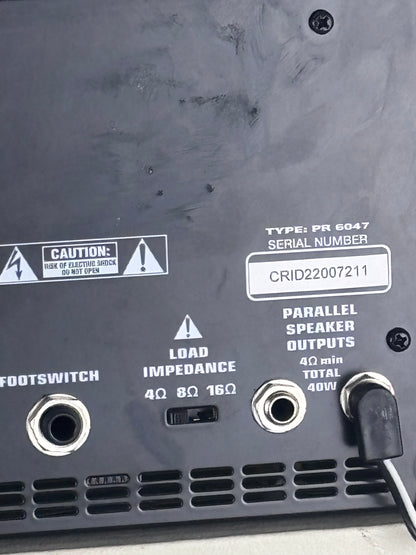 TYPE: PR 6047
SERIAL NUMBER
CRID22007211
CAUTION:
RISK OF ELECTRIC SHOCK
DO NOT OPEN
PARALLEL
SPEAKER
OUTPUTS
4Ω min
TOTAL
40W
LOAD
IMPEDANCE
4Ω 8Ω 16Ω
FOOTSWITCH